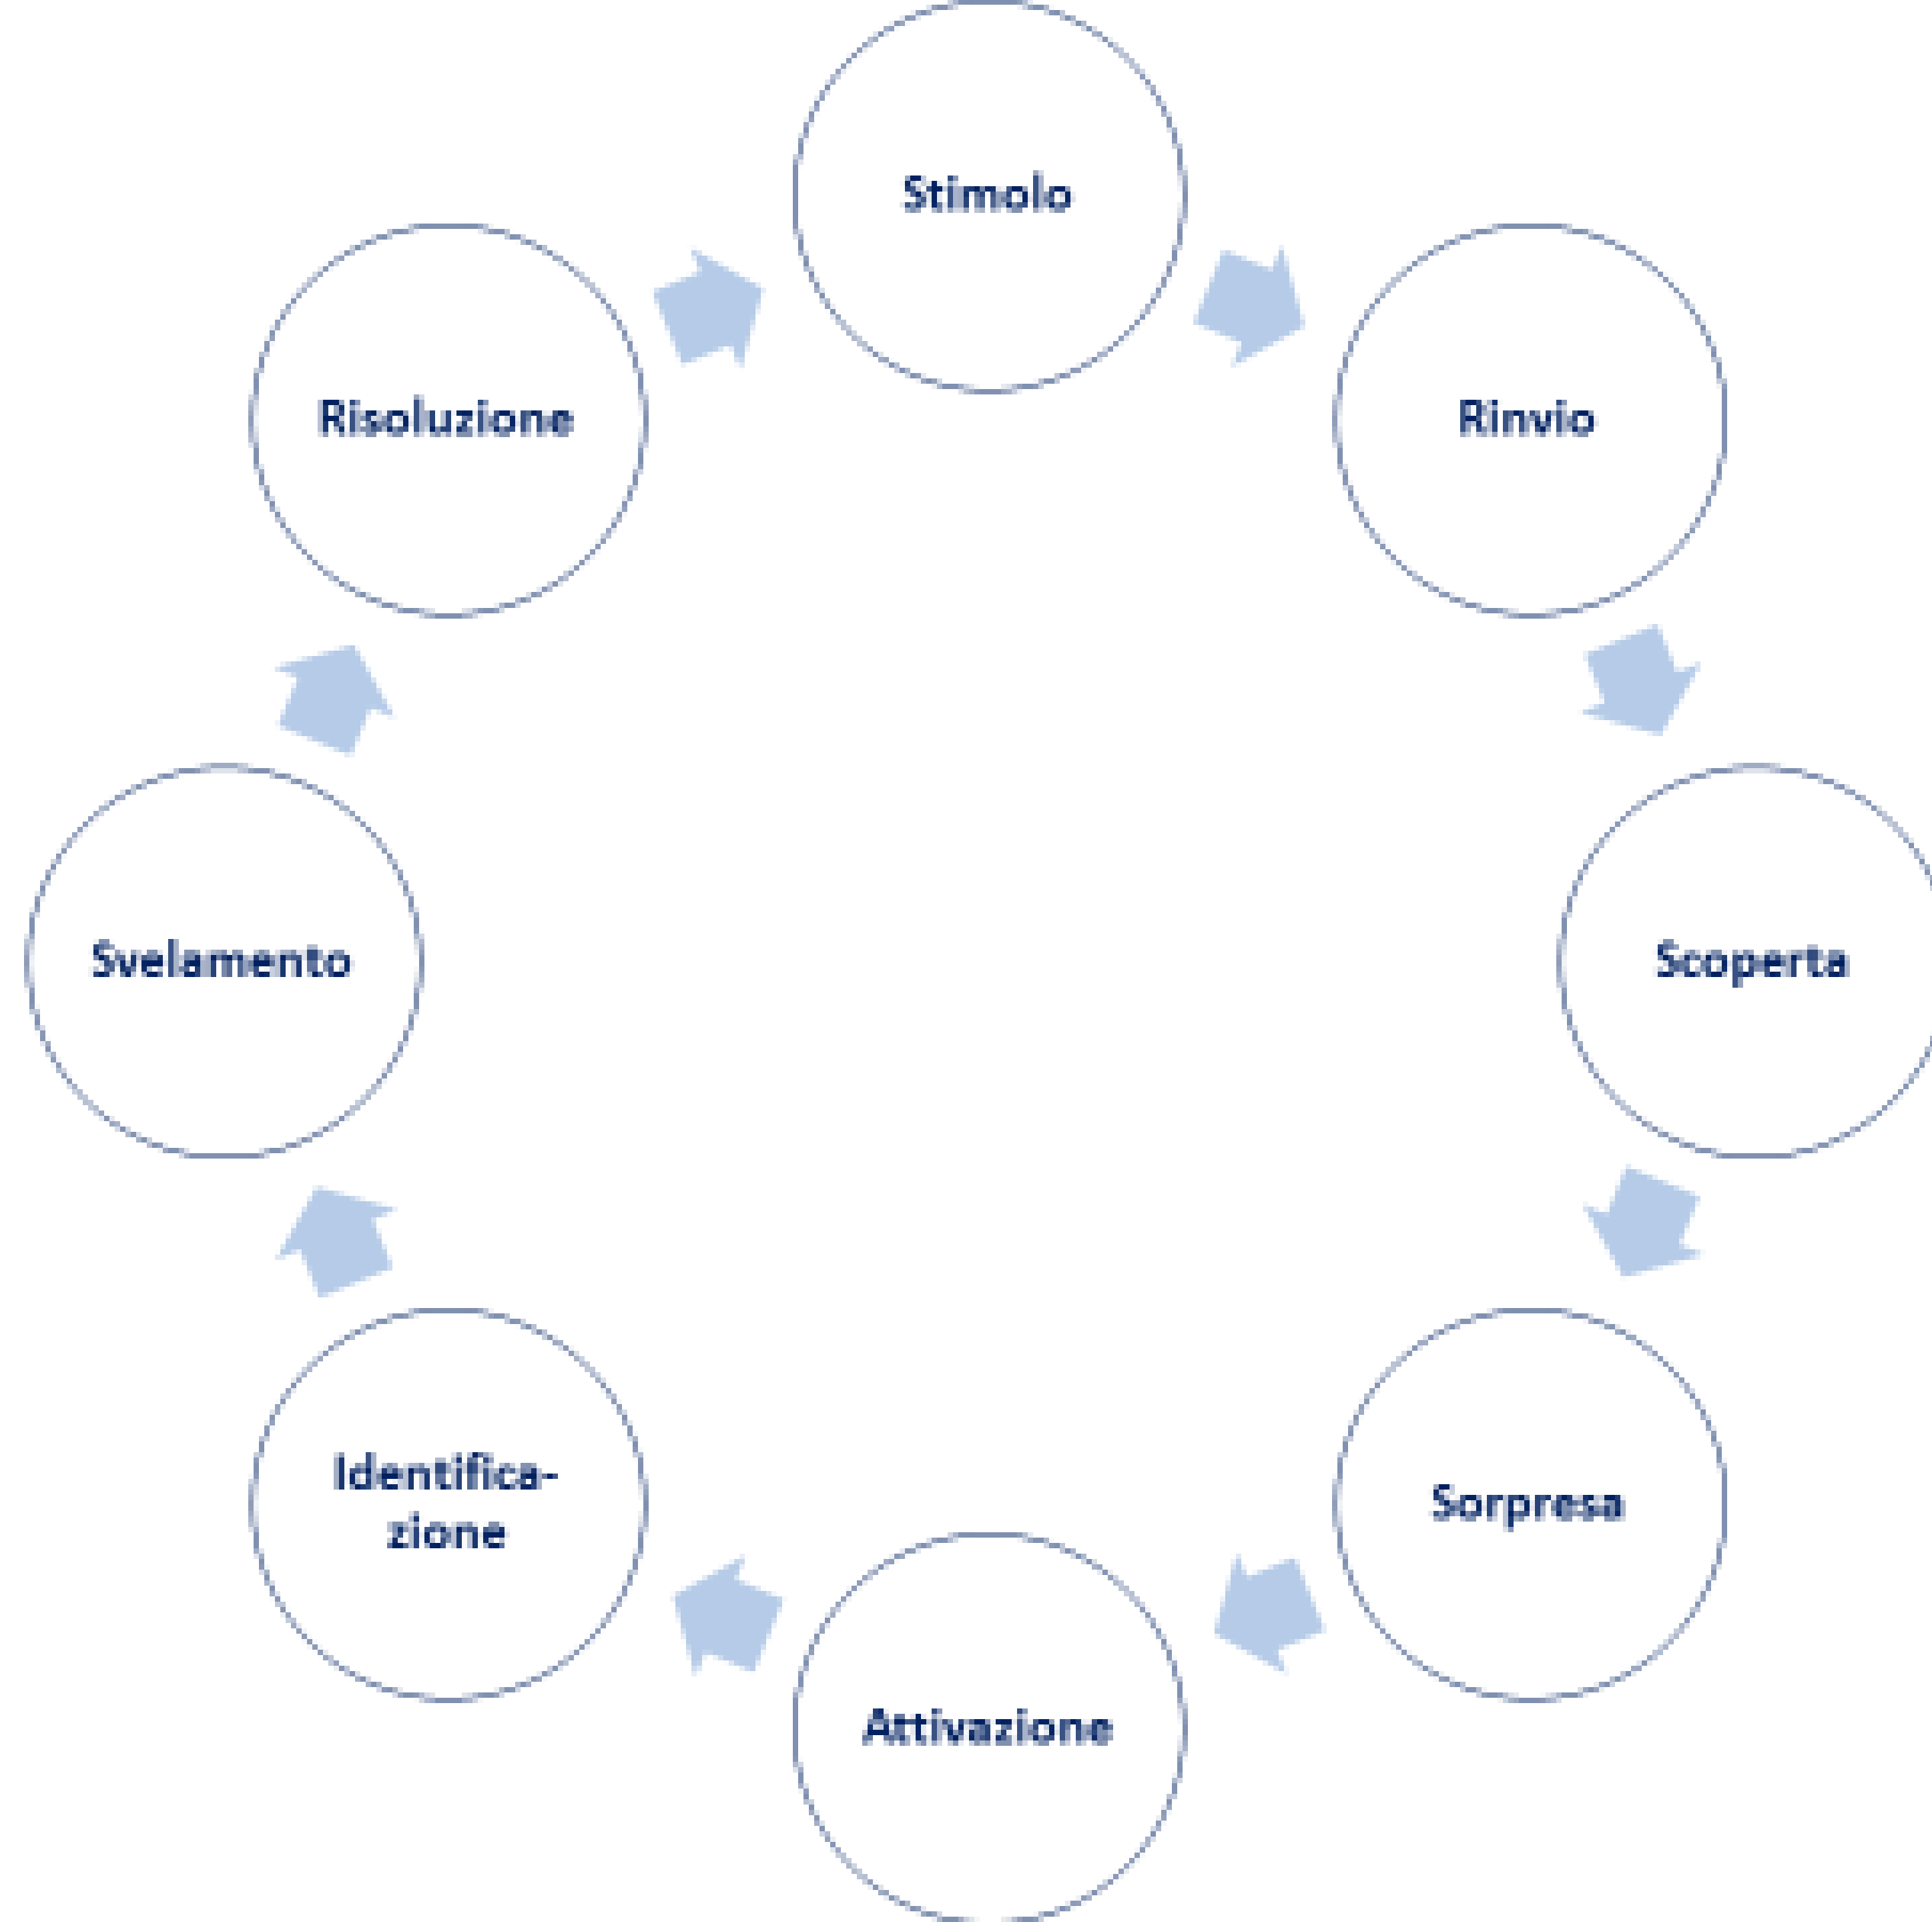 Stimolo
Rinvio
Scoperta
Sorpresa
Attivazione
Identifica-
zione
Svelamento
Risoluzione